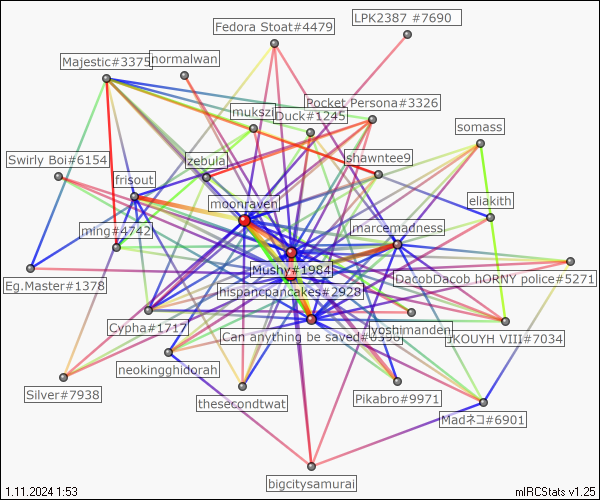 LPK2387 #7690
Fedora Stoat#4479
Majestic#3375
normalwan
Pocket Persona#3326
mukszi
Duck#1245
somass
shawntee9
Swirly Boi#6154
zebula
frisout
eliakith
moonraven
ming#4742
marcemadness
Mushy#1984
DacobDaco
hORNY police#5271
Eg.Master#1378
hispancpancakes#2928
Cypha#1717
yoshimanden
Can anything be saved#0398
JKOUYH VIII#7034
neokingghidorah
Silver#7938
Pikabro#9971
thesecondtwat
Madネコ#6901
bigcitysamurai
1.11.2024 1:53
mIRCStats v1.25